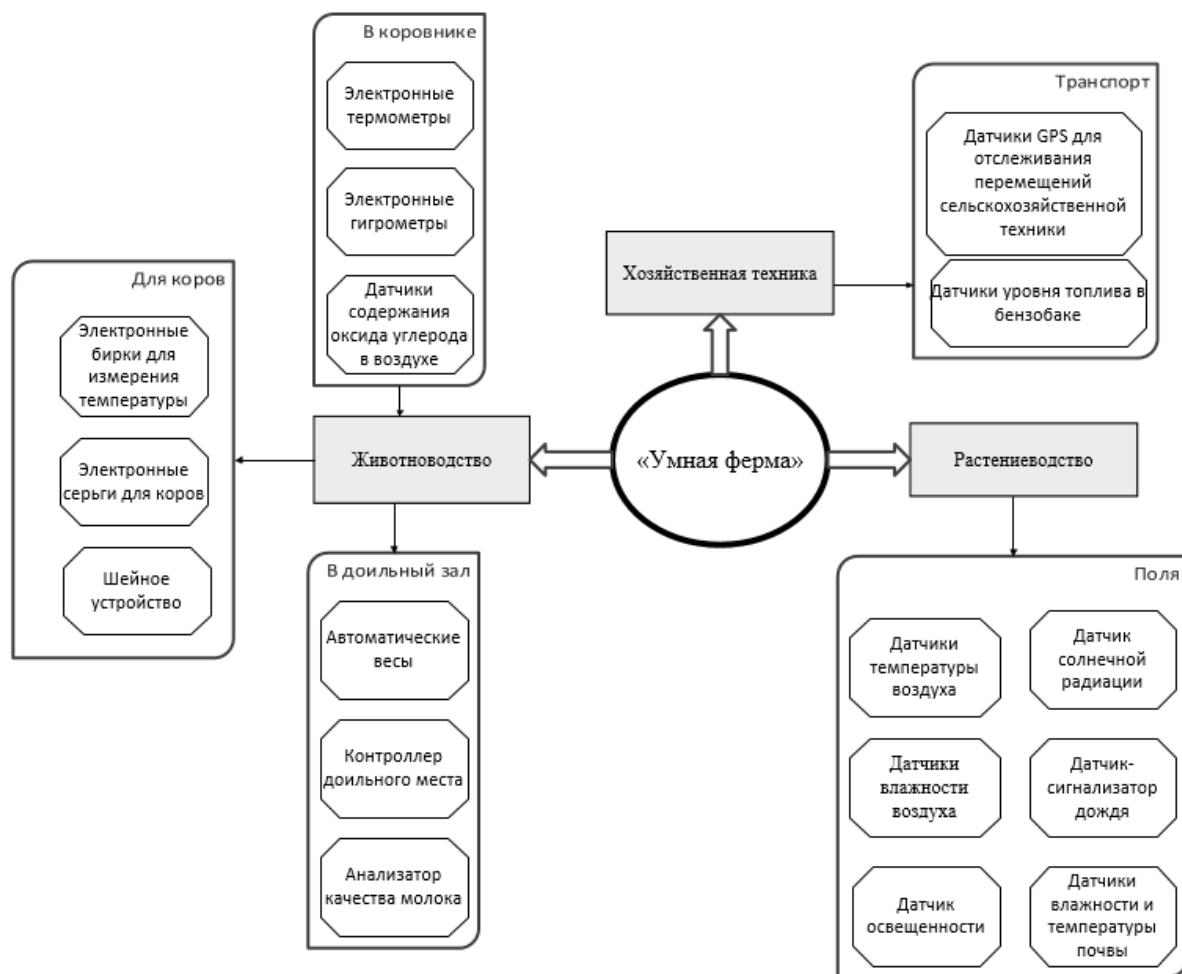 В коровнике
Электронные
термометры
Электронные
гигрометры
Датчики
содержания
оксида углерода
в воздухе
Транспорт
Датчики GPS для
отслеживания
перемещений
сельскохозяйственной
техники
Датчики уровня топлива в
бензобаке
Хозяйственная техника
Для коров
Электронные
бирки для
измерения
температуры
Электронные
серьги для коров
Шейное
устройство
Животноводство
«Умная ферма»
Растениеводство
В доильный зал
Автоматические
весы
Контроллер
доильного места
Анализатор
качества молока
Поля
Датчики
температуры
воздуха
Датчик
солнечной
радиации
Датчики
влажности
воздуха
Датчик-
сигнализатор
дождя
Датчик
освещенности
Датчики
влажности и
температуры
почвы